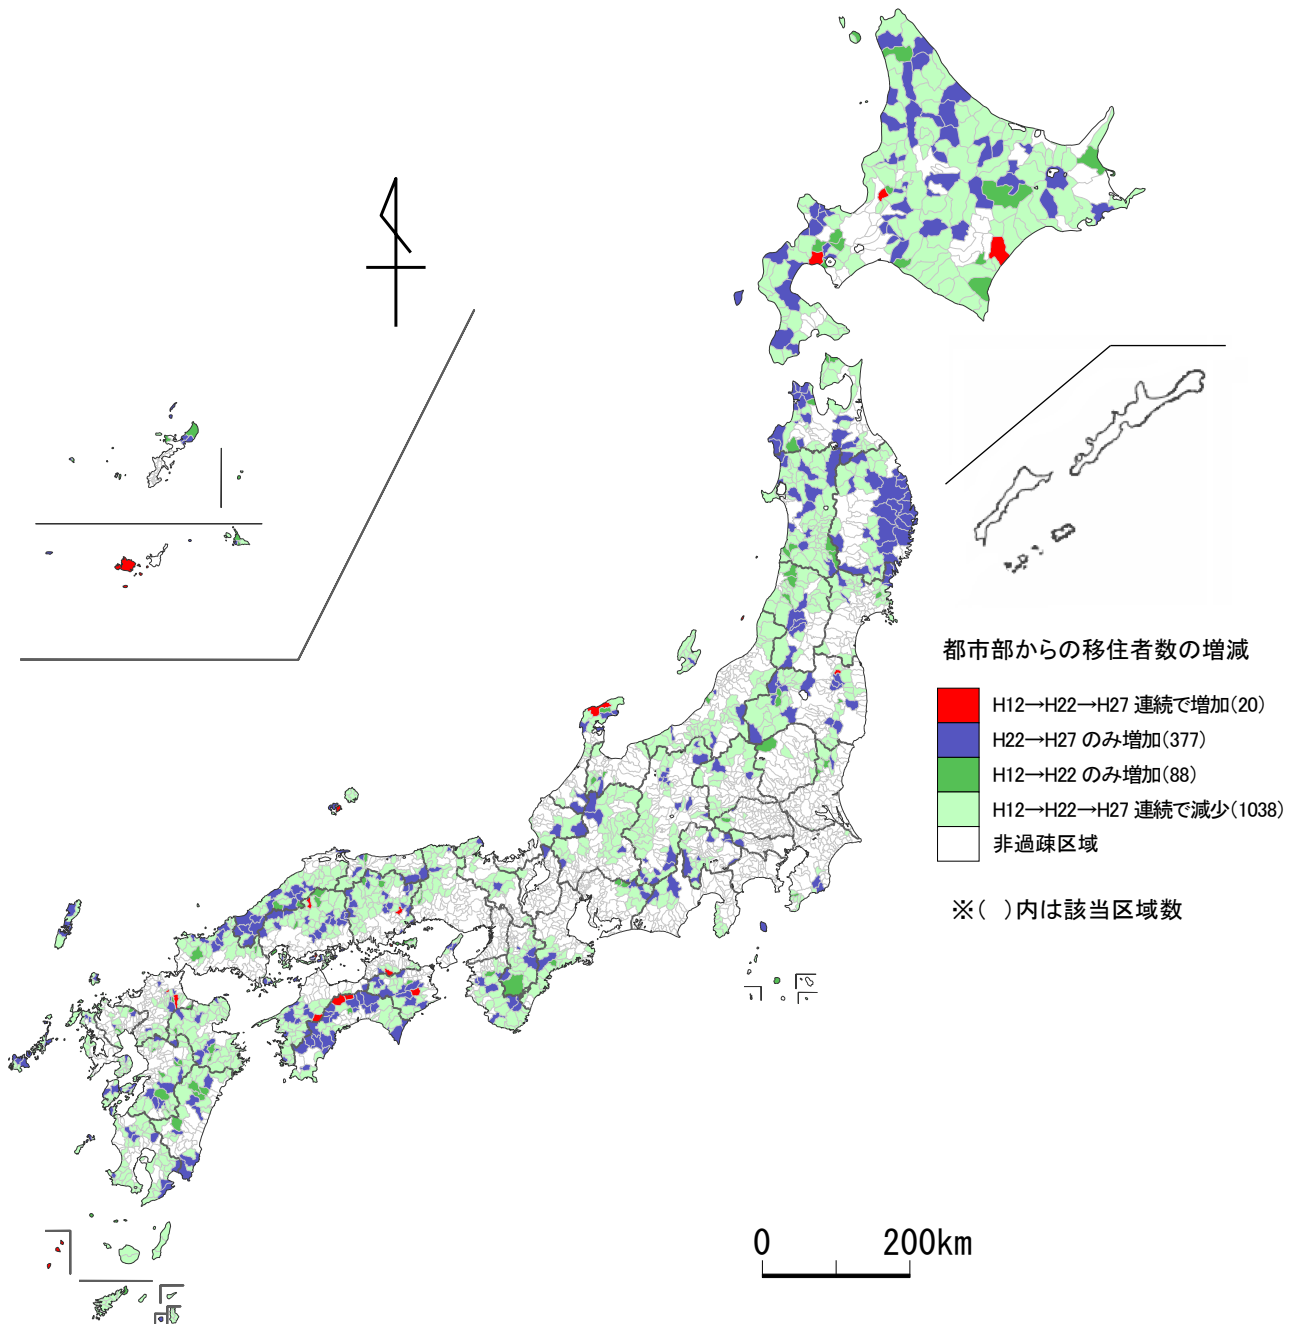 都市部からの移住者数の増減
H12→H22→H27 連続で増加(20)
H22→H27 のみ増加(377)
H12→H22 のみ増加(88)
H12→H22→H27 連続で減少(1038)
非過疎区域
※( )内は該当区域数
0 200km